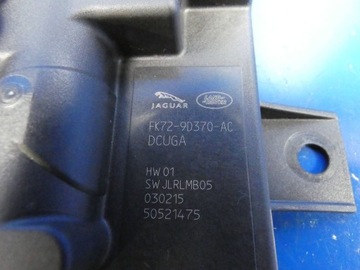 JAGUAR
FK72-9D370-AC
DCUGA
HW 01
SW JLRLMB05
030215
50521475